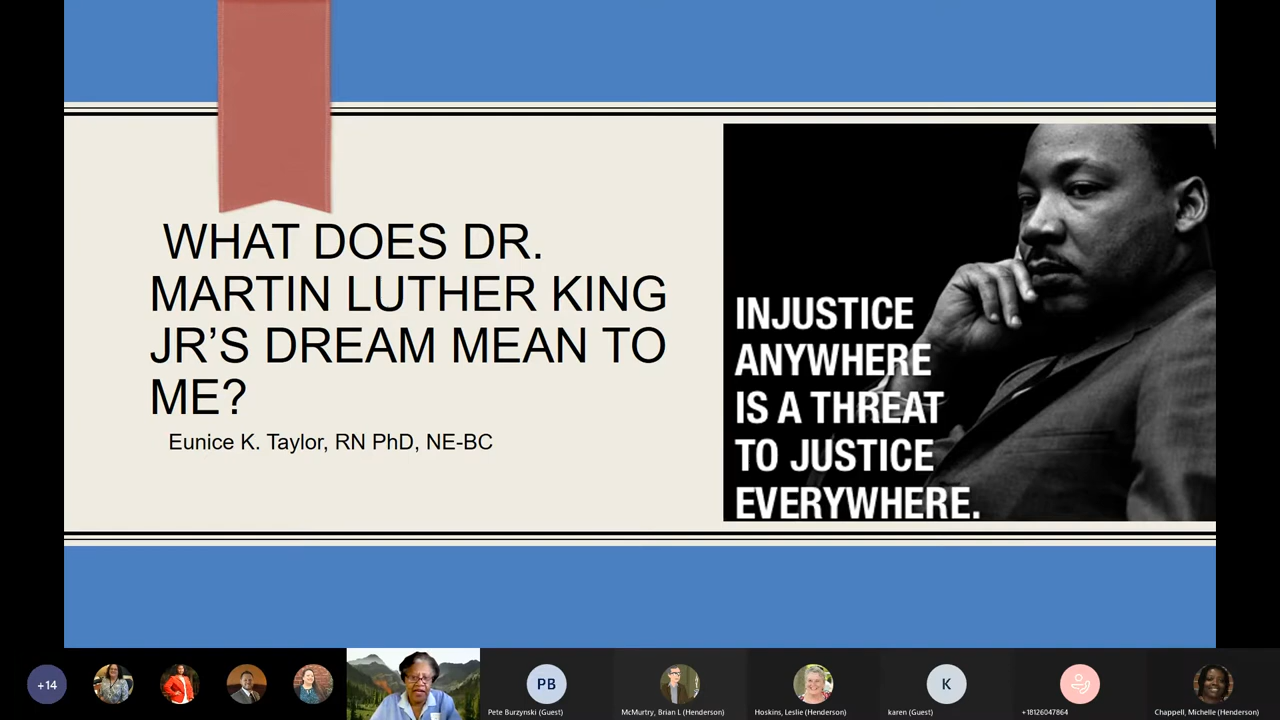 WHAT DOES DR.
MARTIN LUTHER KING
JR’S DREAM MEAN TO
ME?
Eunice K. Taylor, RN PhD, NE-BC
INJUSTICE
ANYWHERE
IS A THREAT
TO JUSTICE
EVERYWHERE.
+14
PB
K
Pete Burzynski (Guest)
McMurtry, Brian L (Henderson)
Hoskins, Leslie (Henderson)
karen (Guest)
+18126047864
Chappell, Michelle (Henderson)